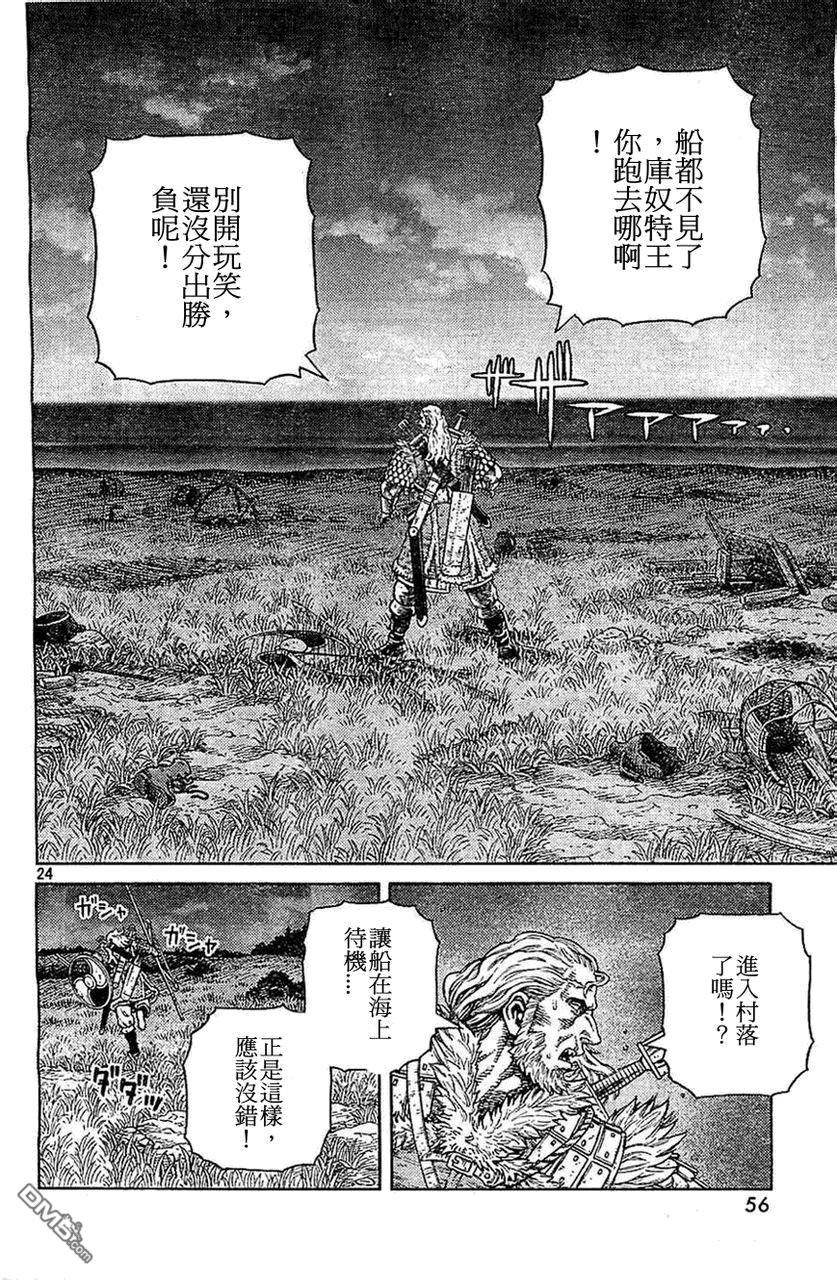 船都不見了
，庫奴特王
你跑去哪啊
！
別開玩笑，
還沒分出勝
負呢！
ザザ
アアアァ…
24
進入村落
了嗎！？
讓船在海上
待機……
正是這樣，
應該沒錯！
ガシャ
ガシャ
ダダダッ
56
DM5.com